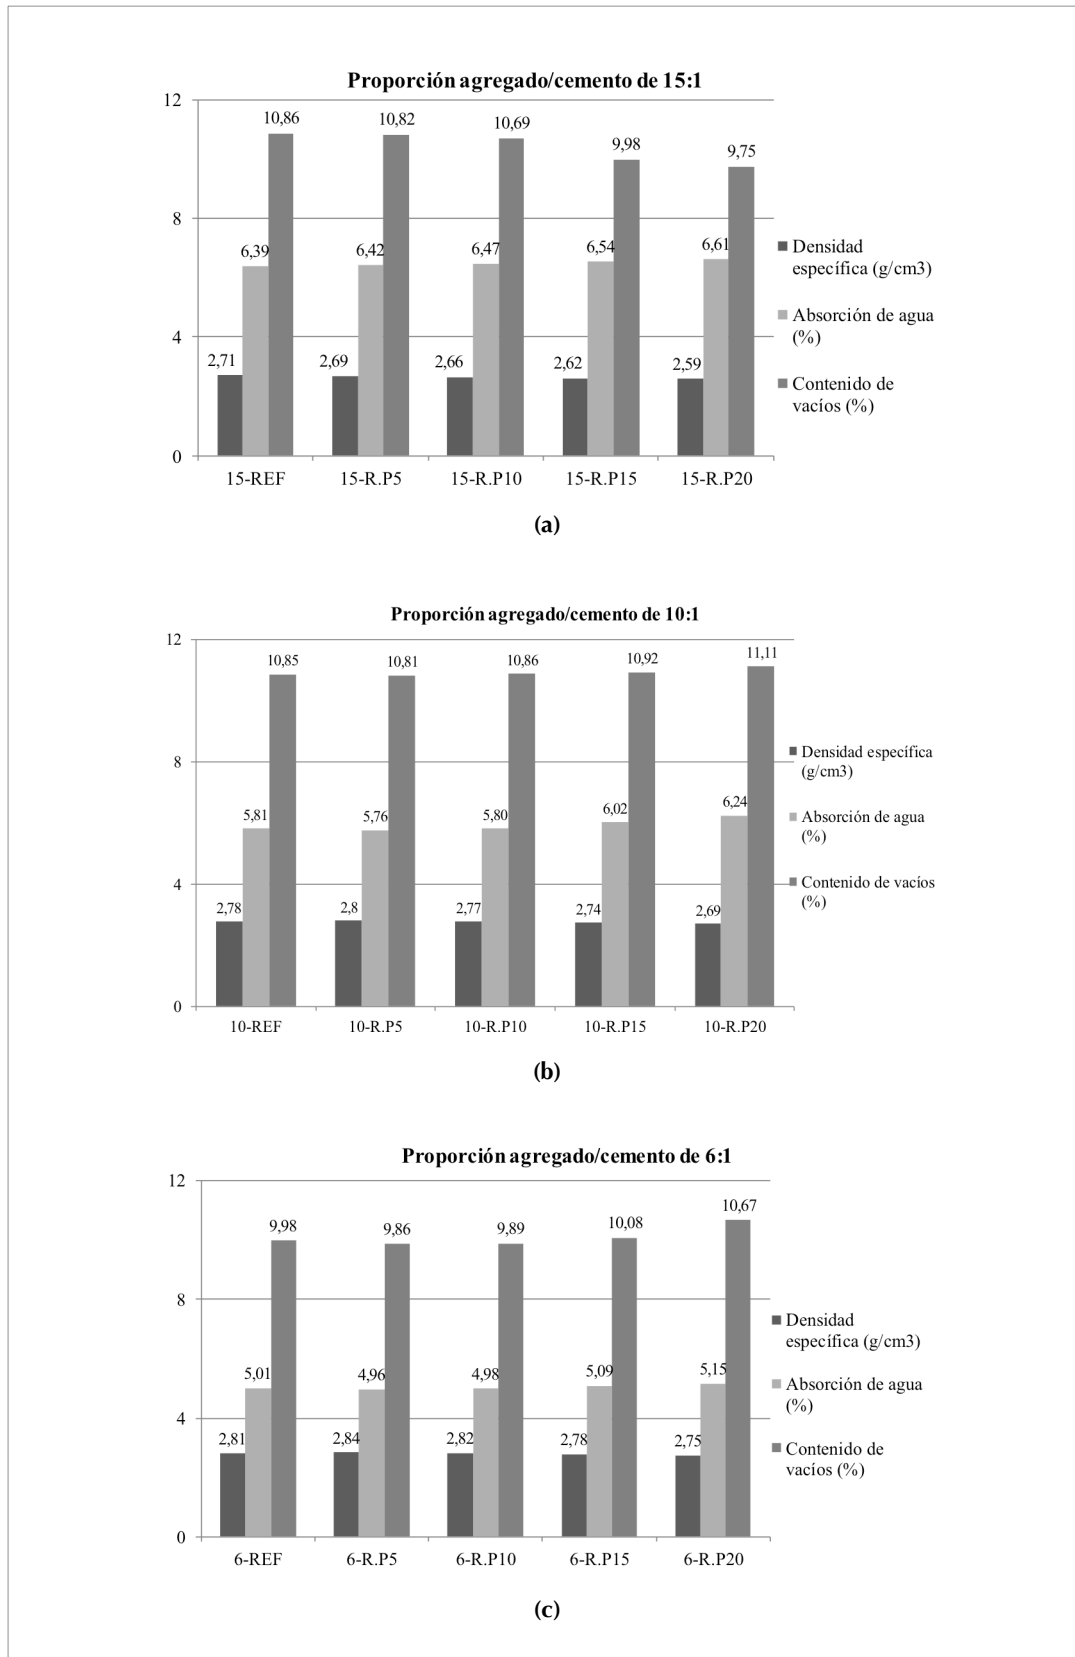 Proporción agregado/cemento de 15:1
12
10,86
10,82
10,69
9,98
9,75
8
6,39
6,42
6,47
6,54
6,61
Densidad
específica (g/cm3)
Absorción de agua
(%)
4
2,71
2,69
2,66
2,62
2,59
Contenido de
vacíos (%)
0
15-REF
15-R.P5
15-R.P10
15-R.P15
15-R.P20
(a)
Proporción agregado/cemento de 10:1
12
10,85
10,81
10,86
10,92
11,11
8
Densidad específica
(g/cm3)
5,81
5,76
5,80
6,02
6,24
Absorción de agua
(%)
4
Contenido de vacíos
(%)
2,78
2,8
2,77
2,74
2,69
0
10-REF
10-R.P5
10-R.P10
10-R.P15
10-R.P20
(b)
Proporción agregado/cemento de 6:1
12
9,98
9,86
9,89
10,08
10,67
8
Densidad
específica (g/cm3)
5,01
4,96
4,98
5,09
5,15
Absorción de agua
(%)
4
2,81
2,84
2,82
2,78
2,75
Contenido de
vacíos (%)
0
6-REF
6-R.P5
6-R.P10
6-R.P15
6-R.P20
(c)